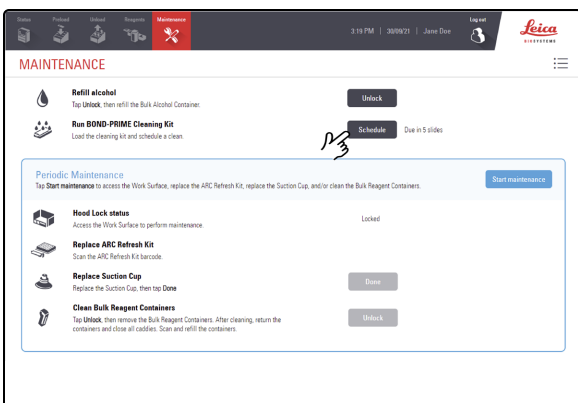 Status Preload Unload Reagents Maintenance
3:19 PM | 30/09/21 | Jane Doe
Log out
Leica
BIOSYSTEMS
MAINTENANCE
Refill alcohol
Tap Unlock, then refill the Bulk Alcohol Container.
Unlock
Run BOND-PRIME Cleaning Kit
Load the cleaning kit and schedule a clean.
Schedule
Due in 5 slides
Periodic Maintenance
Tap Start maintenance to access the Work Surface, replace the ARC Refresh Kit, replace the Suction Cup, and/or clean the Bulk Reagent Containers.
Start maintenance
Hood Lock status
Access the Work Surface to perform maintenance.
Locked
Replace ARC Refresh Kit
Scan the ARC Refresh Kit barcode.
Replace Suction Cup
Replace the Suction Cup, then tap Done
Done
Clean Bulk Reagent Containers
Tap Unlock, then remove the Bulk Reagent Containers. After cleaning, return the
containers and close all caddies. Scan and refill the containers.
Unlock